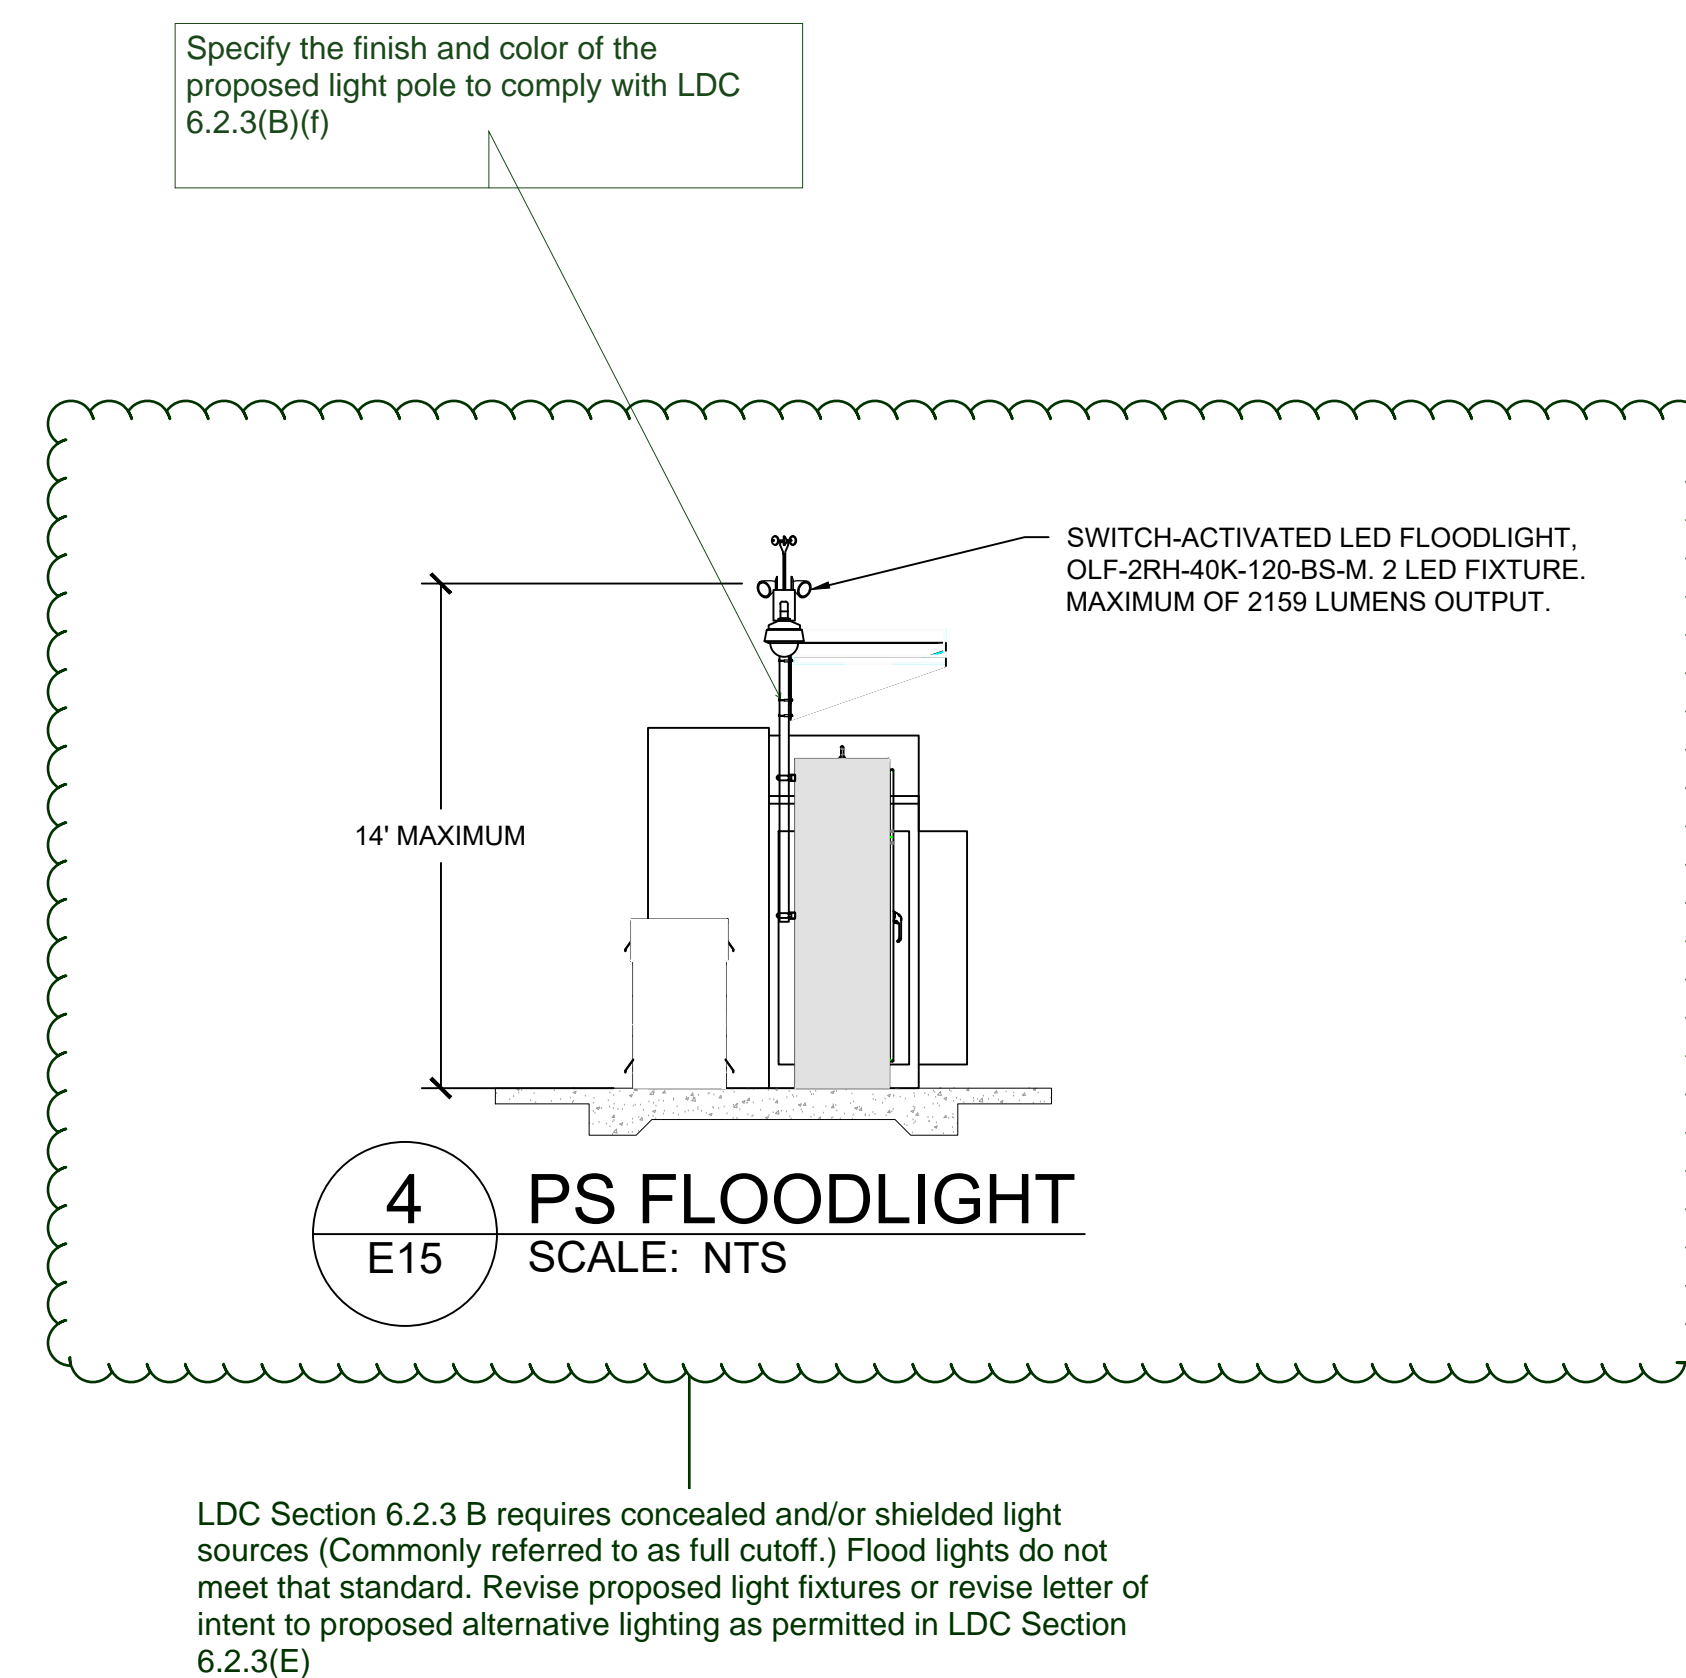 Specify the finish and color of the
proposed light pole to comply with LDC
6.2.3(B)(f)
SWITCH-ACTIVATED LED FLOODLIGHT,
OLF-2RH-40K-120-BS-M. 2 LED FIXTURE.
MAXIMUM OF 2159 LUMENS OUTPUT.
14' MAXIMUM
4
E15
PS FLOODLIGHT
SCALE: NTS
LDC Section 6.2.3 B requires concealed and/or shielded light
sources (Commonly referred to as full cutoff.) Flood lights do not
meet that standard. Revise proposed light fixtures or revise letter of
intent to proposed alternative lighting as permitted in LDC Section
6.2.3(E)